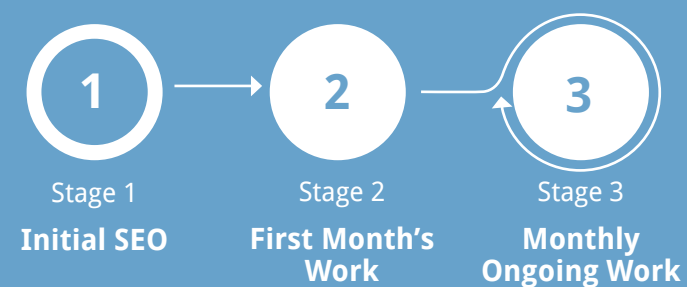 1
2
3
Stage 1
Stage 2
Stage 3
Initial SEO
First Month’s
Work
Monthly
Ongoing Work